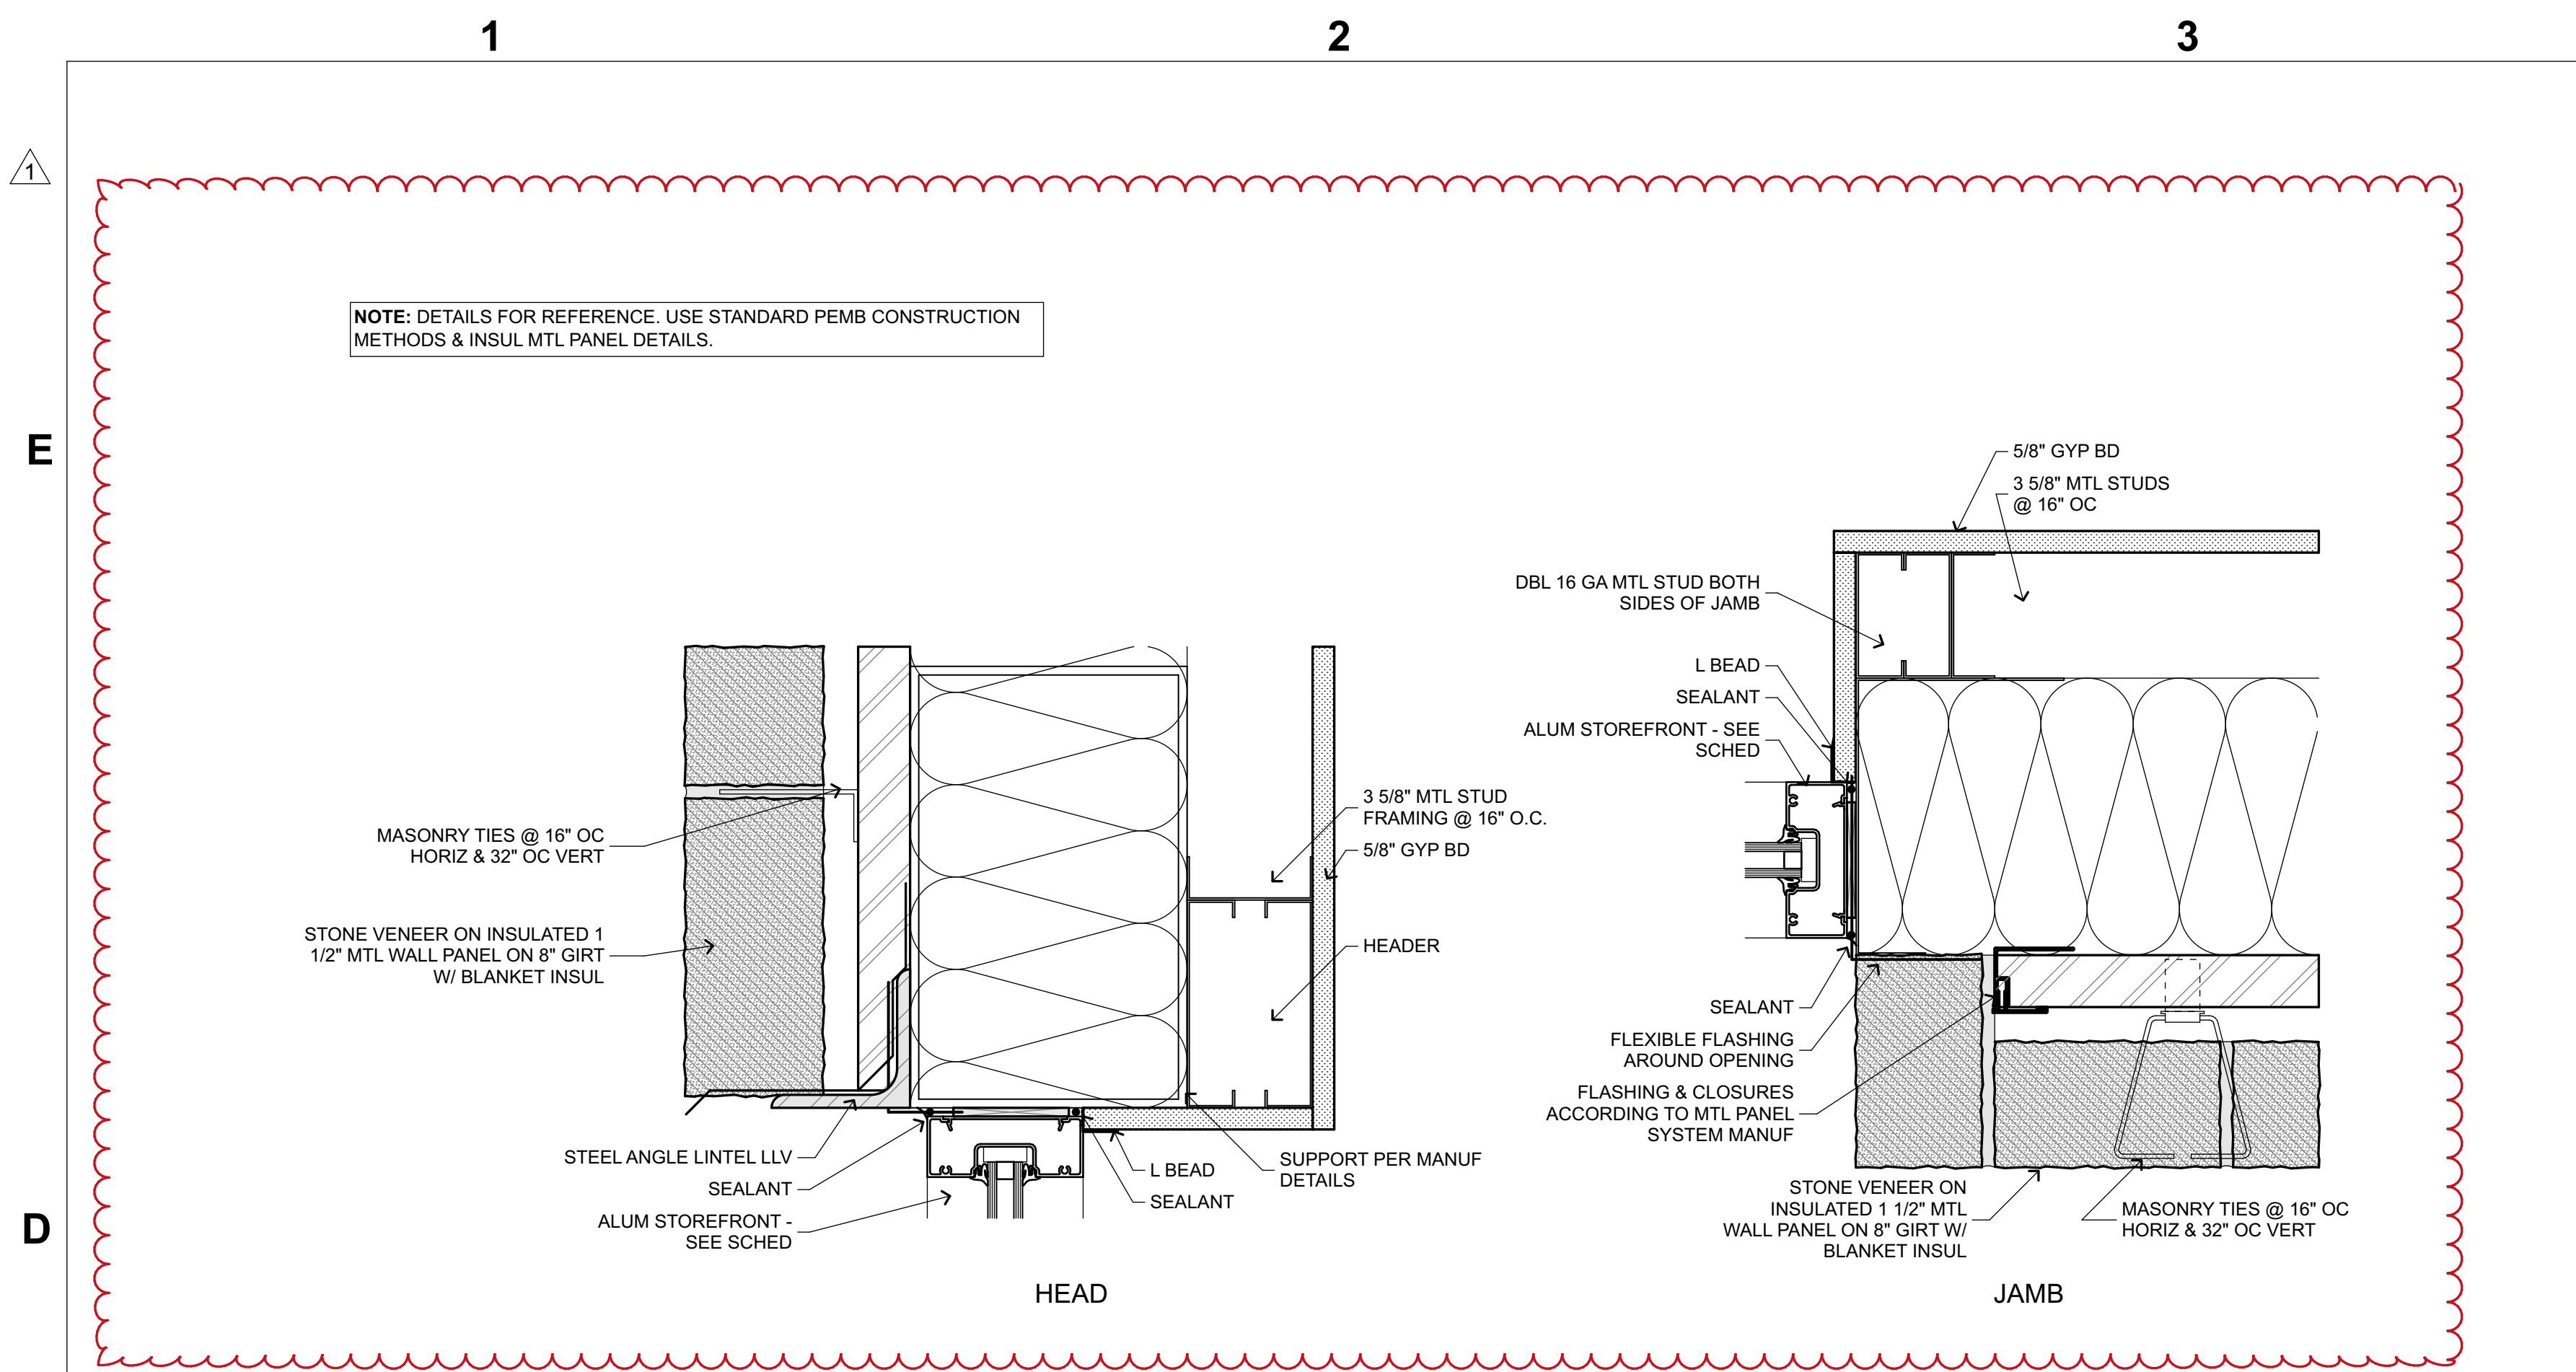 1
2
3
1
NOTE: DETAILS FOR REFERENCE. USE STANDARD PEMB CONSTRUCTION
METHODS & INSUL MTL PANEL DETAILS.
E
MASONRY TIES @ 16" OC
HORIZ & 32" OC VERT
STONE VENEER ON INSULATED 1
1/2" MTL WALL PANEL ON 8" GIRT
W/ BLANKET INSUL
STEEL ANGLE LINTEL LLV
SEALANT
ALUM STOREFRONT -
SEE SCHED
3 5/8" MTL STUD
FRAMING @ 16" O.C.
5/8" GYP BD
HEADER
L BEAD
SEALANT
SUPPORT PER MANUF
DETAILS
HEAD
5/8" GYP BD
3 5/8" MTL STUDS
@ 16" OC
DBL 16 GA MTL STUD BOTH
SIDES OF JAMB
L BEAD
SEALANT
ALUM STOREFRONT - SEE
SCHED
SEALANT
FLEXIBLE FLASHING
AROUND OPENING
FLASHING & CLOSURES
ACCORDING TO MTL PANEL
SYSTEM MANUF
STONE VENEER ON
INSULATED 1 1/2" MTL
WALL PANEL ON 8" GIRT W/
BLANKET INSUL
MASONRY TIES @ 16" OC
HORIZ & 32" OC VERT
JAMB
D